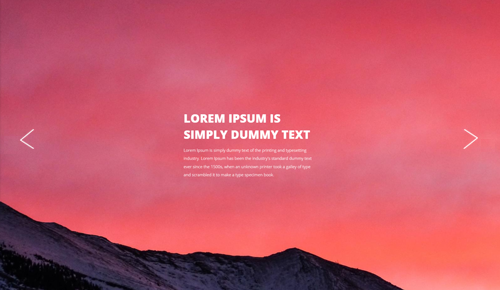 LOREM IPSUM IS
SIMPLY DUMMY TEXT
Lorem Ipsum is simply dummy text of the printing and typesetting
industry. Lorem Ipsum has been the industry's standard dummy text
ever since the 1500s, when an unknown printer took a galley of type
and scrambled it to make a type specimen book.